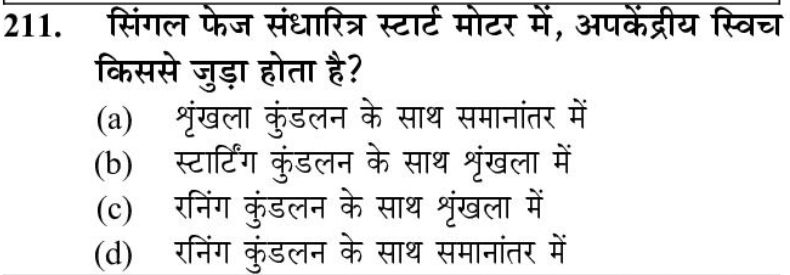 211. सिंगल फेज संधारित्र स्टार्ट मोटर में, अपकेंद्रीय स्विच
किससे जुड़ा होता है?
(a) शृंखला कुंडलन के साथ समानांतर में
(b) स्टार्टिंग कुंडलन के साथ शृंखला में
(c) रनिंग कुंडलन के साथ शृंखला में
(d) रनिंग कुंडलन के साथ समानांतर में